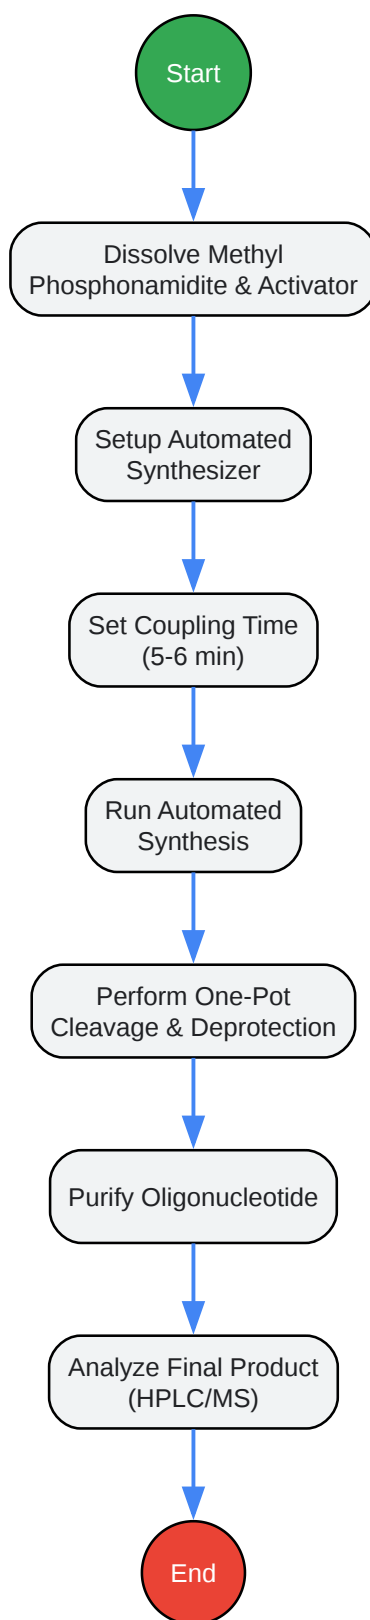 Start
Dissolve Methyl
Phosphonamidite & Activator
Setup Automated
Synthesizer
Set Coupling Time
(5-6 min)
Run Automated
Synthesis
Perform One-Pot
Cleavage & Deprotection
Purify Oligonucleotide
Analyze Final Product
(HPLC/MS)
End